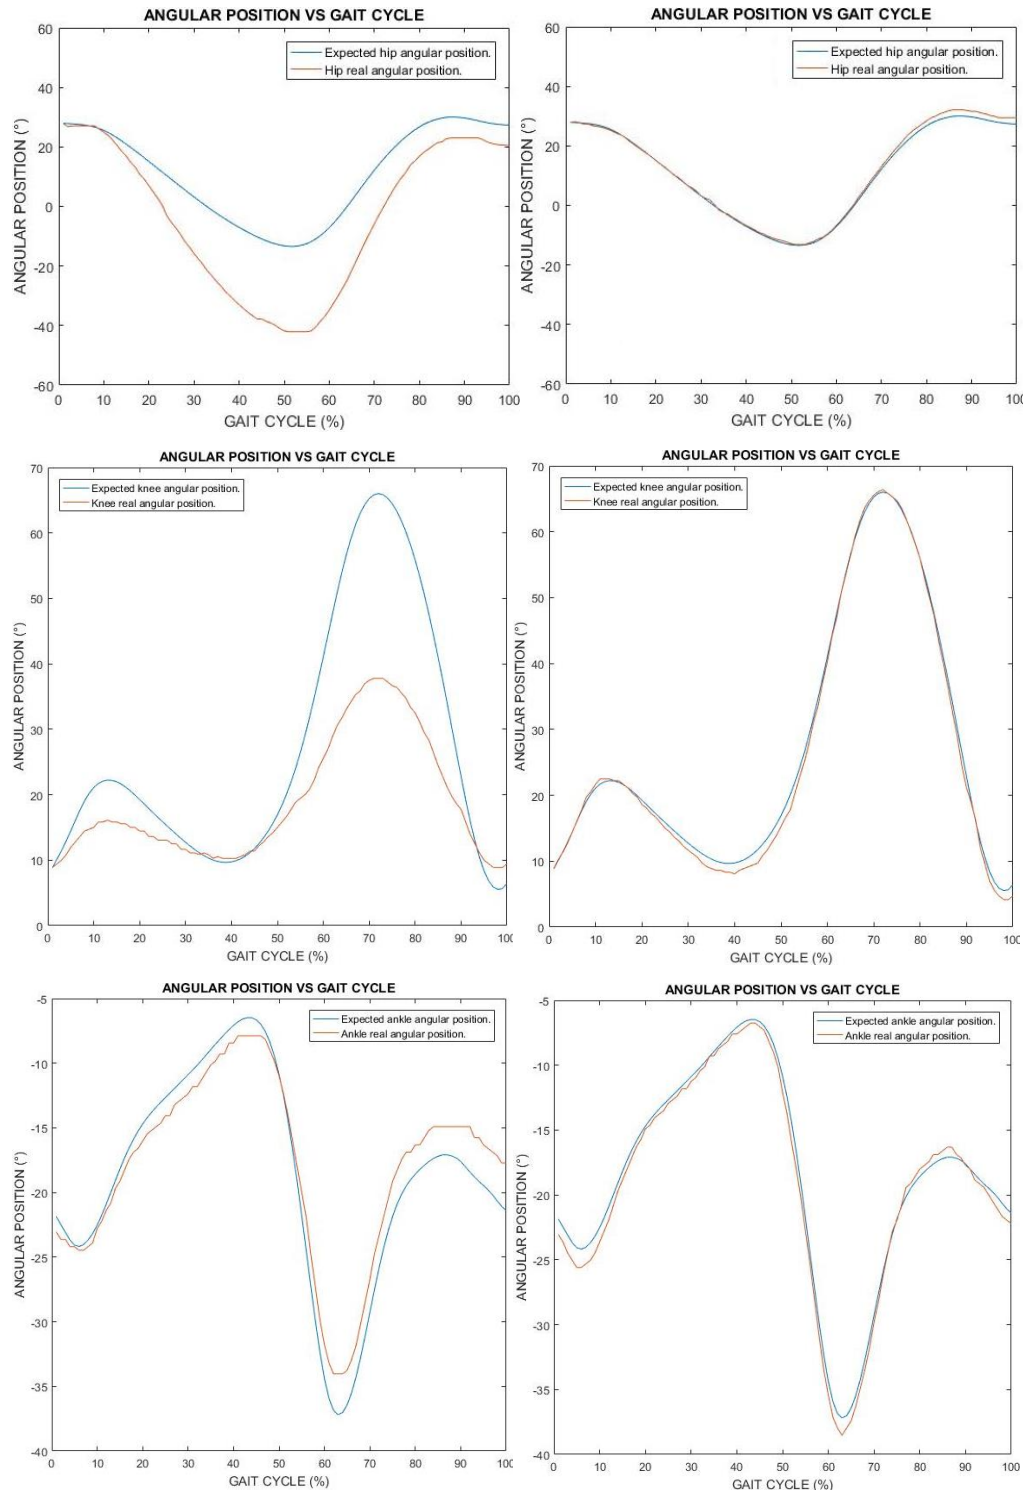 ANGULAR POSITION VS GAIT CYCLE
60
40
20
0
-20
-40
-60
ANGULAR POSITION (°)
Expected hip angular position.
Hip real angular position.
0 10 20 30 40 50 60 70 80 90 100
GAIT CYCLE (%)
ANGULAR POSITION VS GAIT CYCLE
60
40
20
0
-20
-40
-60
ANGULAR POSITION (°)
Expected hip angular position.
Hip real angular position.
0 10 20 30 40 50 60 70 80 90 100
GAIT CYCLE (%)
ANGULAR POSITION VS GAIT CYCLE
70
60
50
40
30
20
10
0
ANGULAR POSITION (°)
Expected knee angular position.
Knee real angular position.
0 10 20 30 40 50 60 70 80 90 100
GAIT CYCLE (%)
ANGULAR POSITION VS GAIT CYCLE
70
60
50
40
30
20
10
0
ANGULAR POSITION (°)
Expected knee angular position.
Knee real angular position.
0 10 20 30 40 50 60 70 80 90 100
GAIT CYCLE (%)
ANGULAR POSITION VS GAIT CYCLE
-5
-10
-15
-20
-25
-30
-35
-40
ANGULAR POSITION (°)
Expected ankle angular position.
Ankle real angular position.
0 10 20 30 40 50 60 70 80 90 100
GAIT CYCLE (%)
ANGULAR POSITION VS GAIT CYCLE
-5
-10
-15
-20
-25
-30
-35
-40
ANGULAR POSITION (°)
Expected ankle angular position.
Ankle real angular position.
0 10 20 30 40 50 60 70 80 90 100
GAIT CYCLE (%)